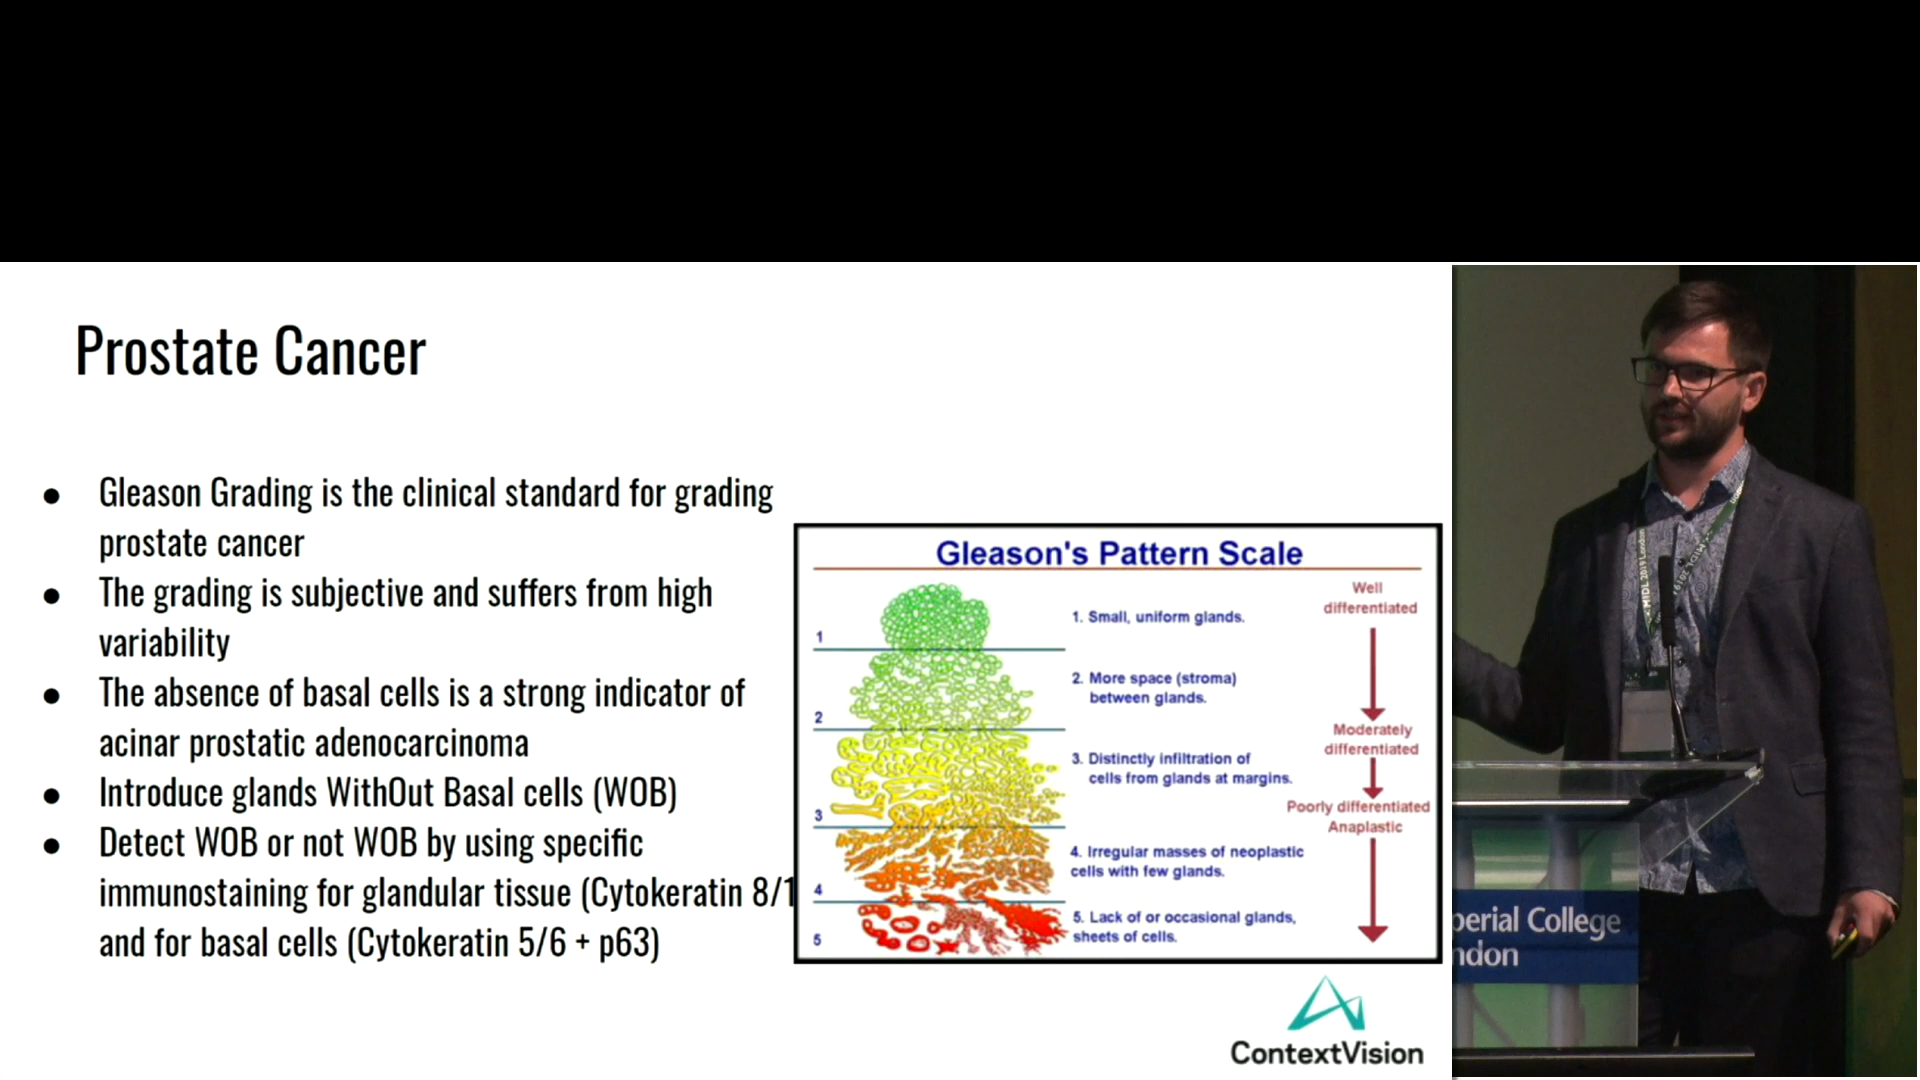 Prostate Cancer
● Gleason Grading is the clinical standard for grading
prostate cancer
● The grading is subjective and suffers from high
variability
● The absence of basal cells is a strong indicator of
acinar prostatic adenocarcinoma
● Introduce glands WithOut Basal cells (WOB)
● Detect WOB or not WOB by using specific
immunostaining for glandular tissue (Cytokeratin 8/1
and for basal cells (Cytokeratin 5/6 + p63)
Gleason's Pattern Scale
1
2
3
4
5
1. Small, uniform glands.
2. More space (stroma)
between glands.
3. Distinctly infiltration of
cells from glands at margins.
4. Irregular masses of neoplastic
cells with few glands.
5. Lack of or occasional glands,
sheets of cells.
Well
differentiated
Moderately
differentiated
Poorly differentiated
Anaplastic
ContextVision
MIDL 2019 London
perial College
ndon